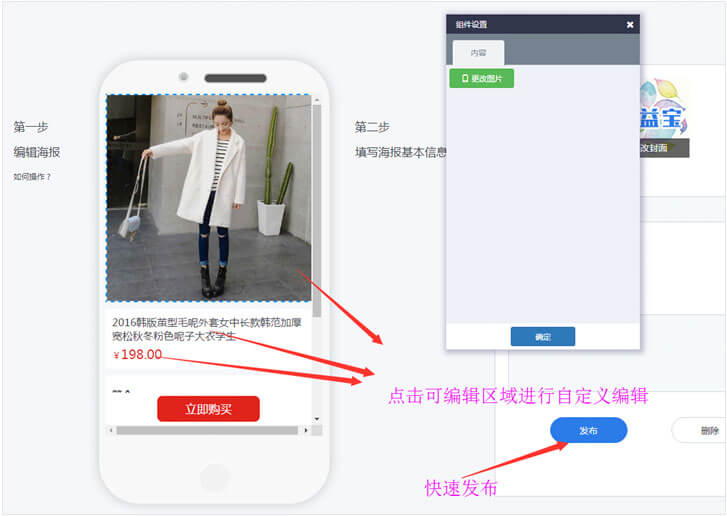 组件设置
内容
更改图片
确定
第一步
编辑海报
如何操作？
第二步
填写海报基本信息
益宝
改封面
2016韩版茧型毛呢外套女中长款韩范加厚
宽松秋冬粉色呢子大衣学生
¥198.00
立即购买
点击可编辑区域进行自定义编辑
发布
删除
快速发布